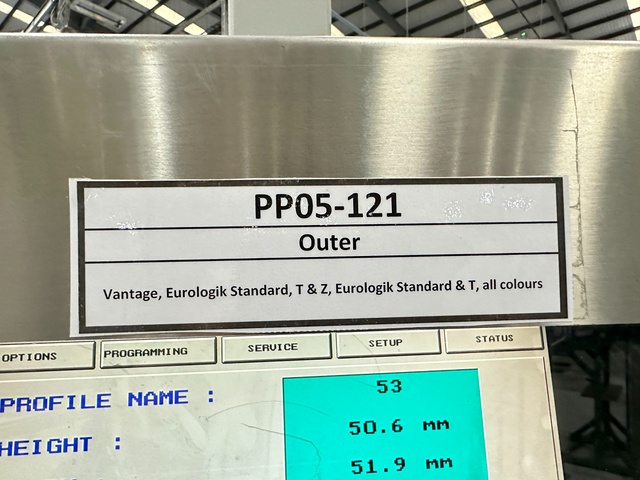 PP05-121
Outer
Vantage, Eurologik Standard, T & Z, Eurologik Standard & T, all colours
OPTIONS PROGRAMMING SERVICE SETUP STATUS
PROFILE NAME : 53
HEIGHT : 50.6 mm
51.9 mm